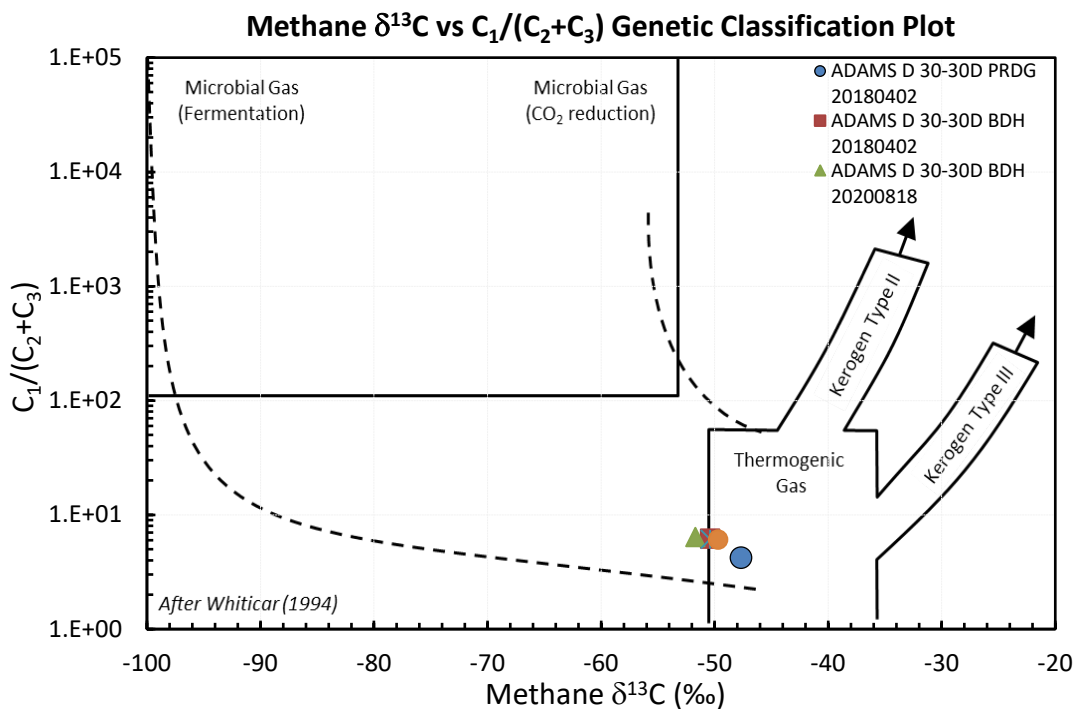 Methane δ¹³C vs C₁/(C₂+C₃) Genetic Classification Plot
C₁/(C₂+C₃)
1.E+05
1.E+04
1.E+03
1.E+02
1.E+01
1.E+00
Microbial Gas
(Fermentation)
Microbial Gas
(CO₂ reduction)
ADAMS D 30-30D PRDG
20180402
ADAMS D 30-30D BDH
20180402
ADAMS D 30-30D BDH
20200818
Kerogen Type II
Kerogen Type III
Thermogenic
Gas
After Whiticar (1994)
-100 -90 -80 -70 -60 -50 -40 -30 -20
Methane δ¹³C (‰)